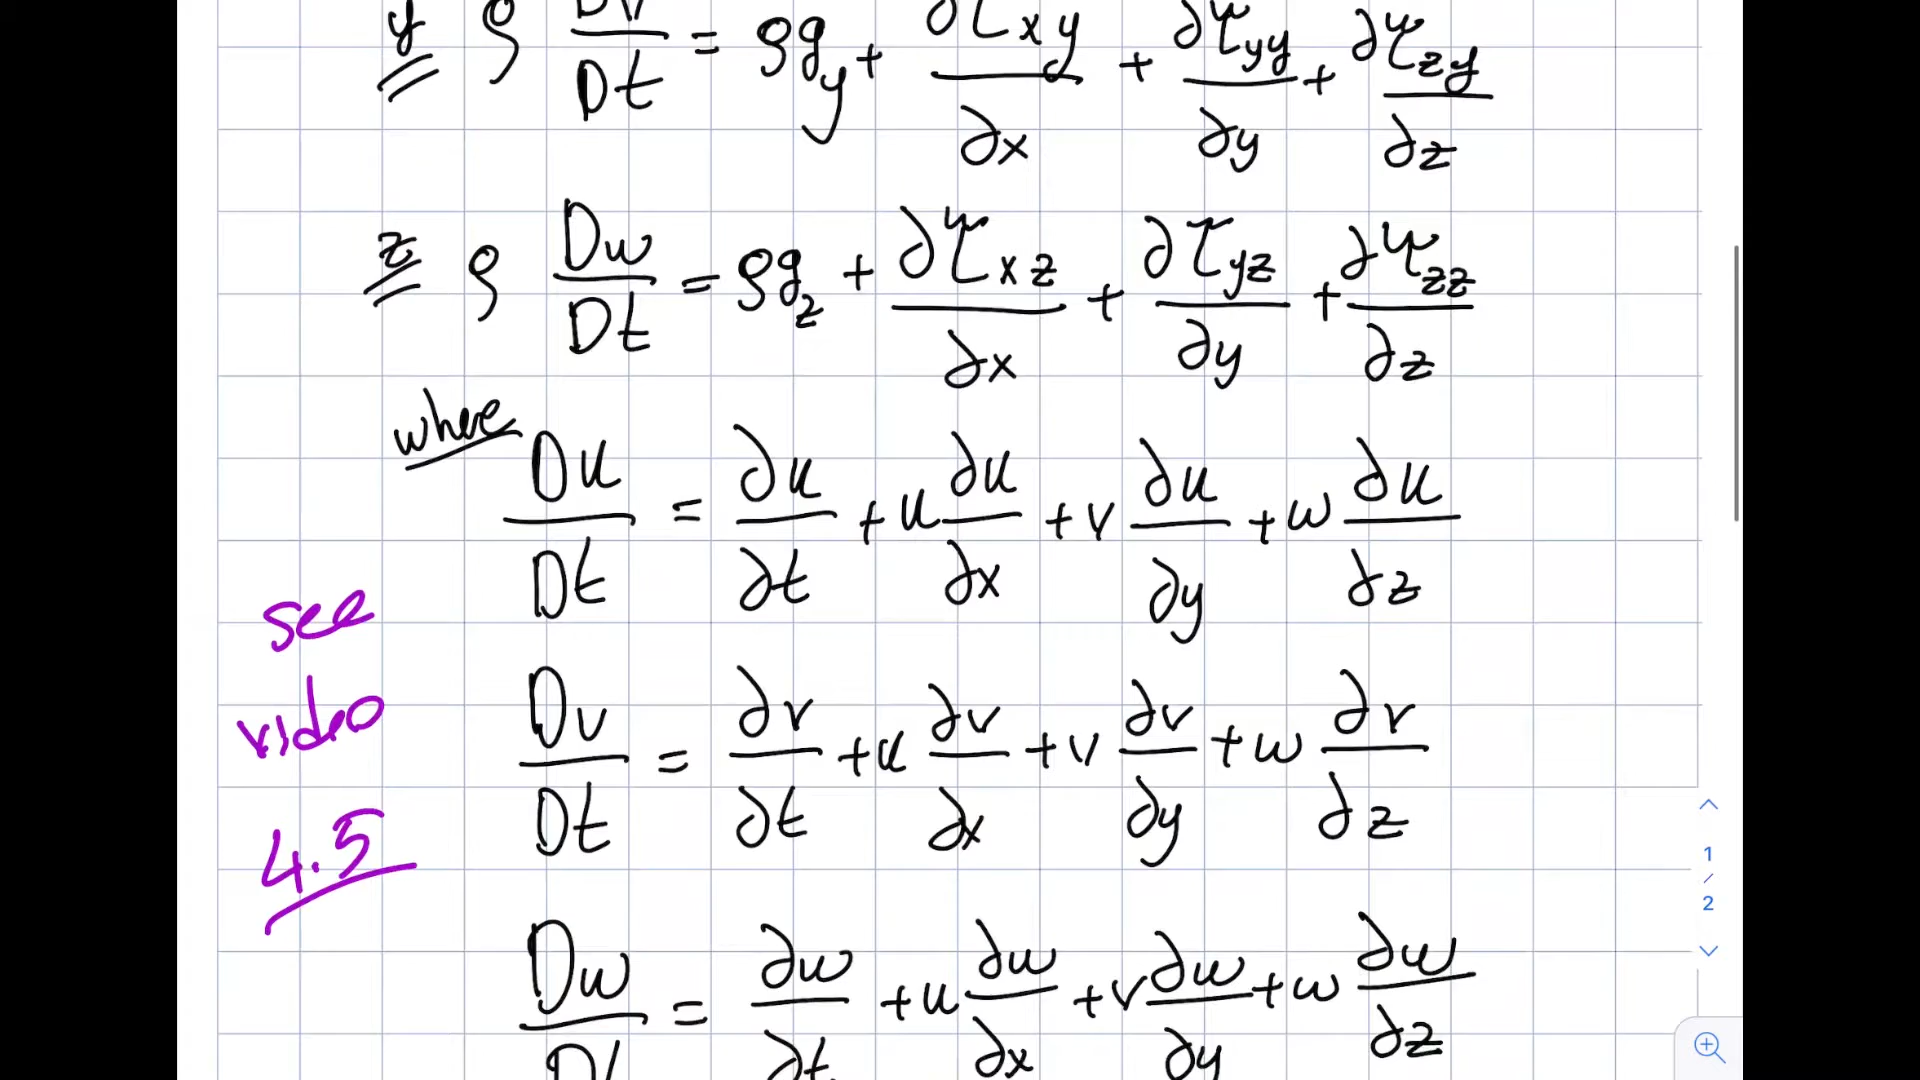 y ρ Dv/Dt = ρg_y + ∂τ_xy/∂x + ∂τ_yy/∂y + ∂τ_zy/∂z
z ρ Dw/Dt = ρg_z + ∂τ_xz/∂x + ∂τ_yz/∂y + ∂τ_zz/∂z
where Du/Dt = ∂u/∂t + u ∂u/∂x + v ∂u/∂y + w ∂u/∂z
see
video
4.5
Dv/Dt = ∂v/∂t + u ∂v/∂x + v ∂v/∂y + w ∂v/∂z
Dw/Dt = ∂w/∂t + u ∂w/∂x + v ∂w/∂y + w ∂w/∂z
1
/
2